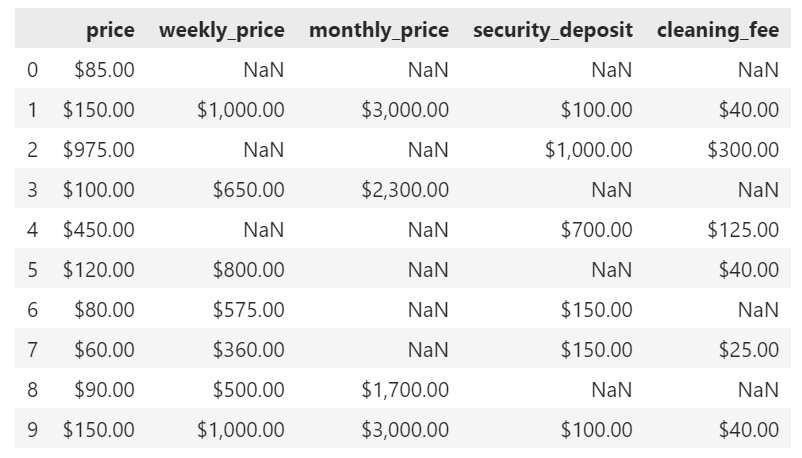 price weekly_price monthly_price security_deposit cleaning_fee
0 $85.00 NaN NaN NaN NaN
1 $150.00 $1,000.00 $3,000.00 $100.00 $40.00
2 $975.00 NaN NaN $1,000.00 $300.00
3 $100.00 $650.00 $2,300.00 NaN NaN
4 $450.00 NaN NaN $700.00 $125.00
5 $120.00 $800.00 NaN NaN $40.00
6 $80.00 $575.00 NaN $150.00 NaN
7 $60.00 $360.00 NaN $150.00 $25.00
8 $90.00 $500.00 $1,700.00 NaN NaN
9 $150.00 $1,000.00 $3,000.00 $100.00 $40.00